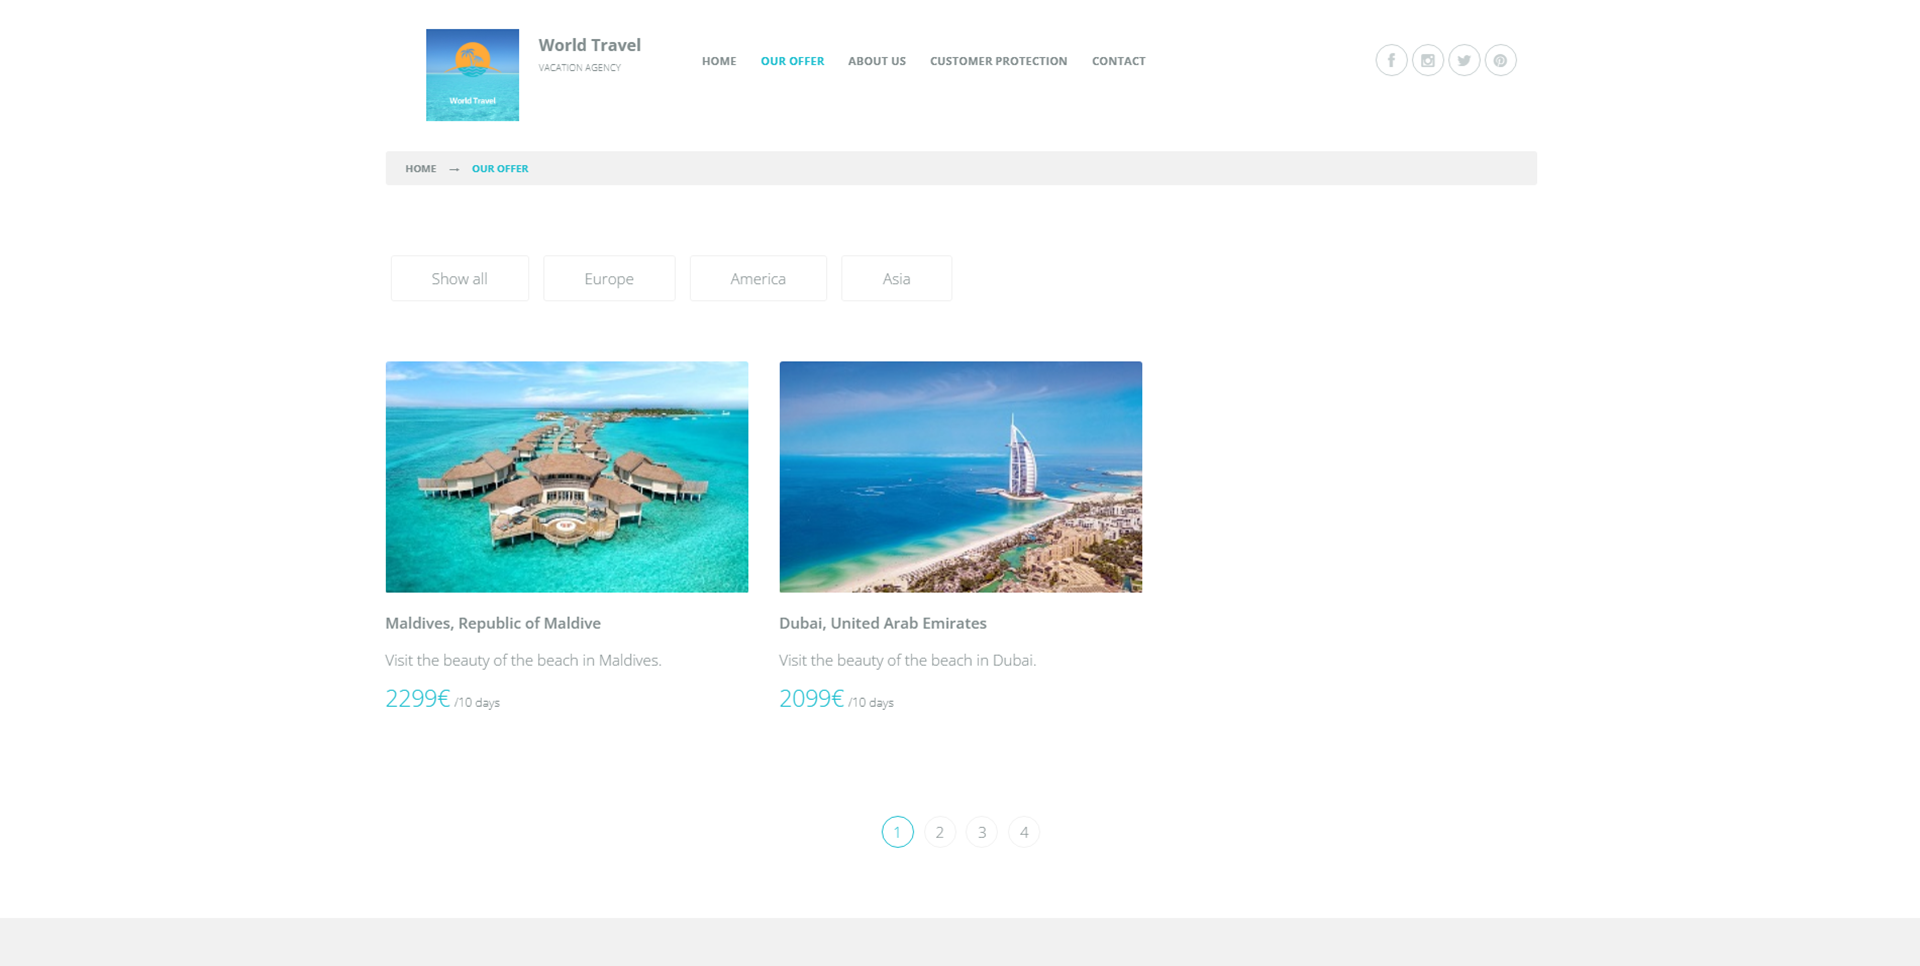 World Travel
World Travel
VACATION AGENCY
HOME
OUR OFFER
ABOUT US
CUSTOMER PROTECTION
CONTACT
HOME → OUR OFFER
Show all
Europe
America
Asia
Maldives, Republic of Maldive
Visit the beauty of the beach in Maldives.
2299€ /10 days
Dubai, United Arab Emirates
Visit the beauty of the beach in Dubai.
2099€ /10 days
1 2 3 4